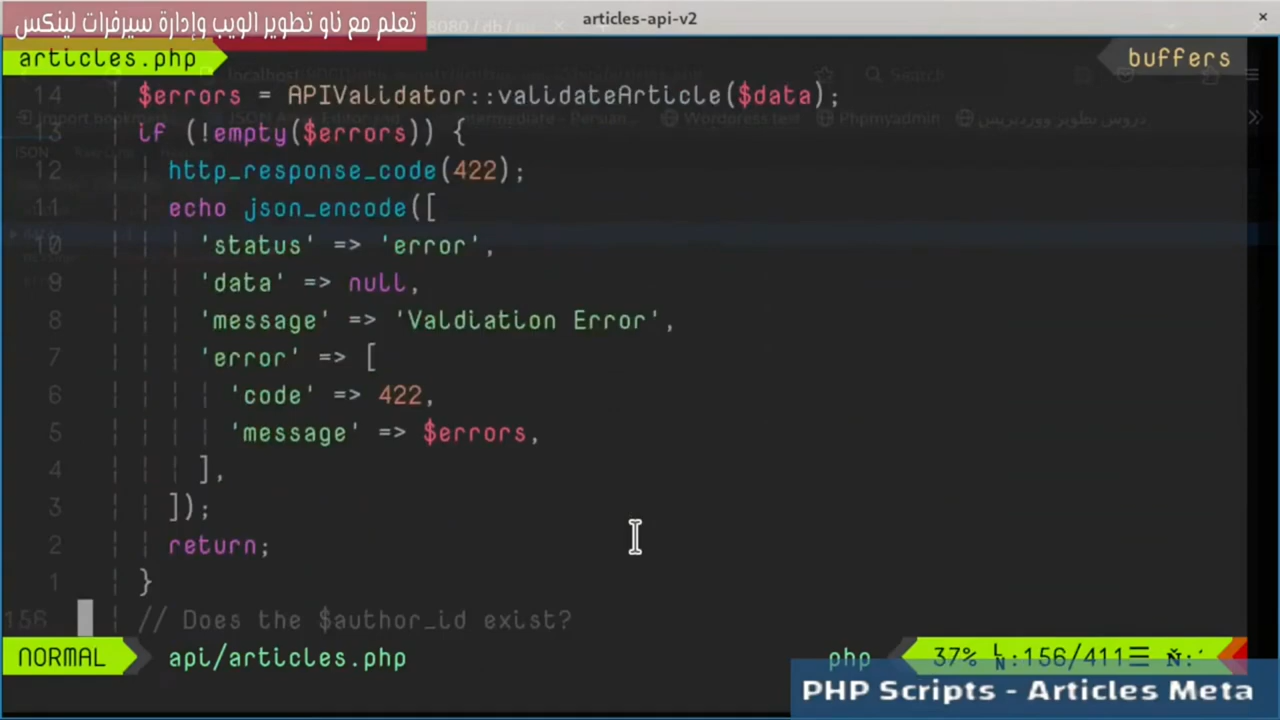 articles-api-v2
تعلم مع ناو تطوير الويب وإدارة سيرفرات لينكس
articles.php
buffers
14 $errors = APIValidator::validateArticle($data);
13 if (!empty($errors)) {
12 http_response_code(422);
11 echo json_encode([
10 'status' => 'error',
9 'data' => null,
8 'message' => 'Valdiation Error',
7 'error' => [
6 'code' => 422,
5 'message' => $errors,
4 ],
3 ]);
2 return;
1 }
156 // Does the $author_id exist?
NORMAL api/articles.php php 37% ㏑:156/411☰
PHP Scripts - Articles Meta